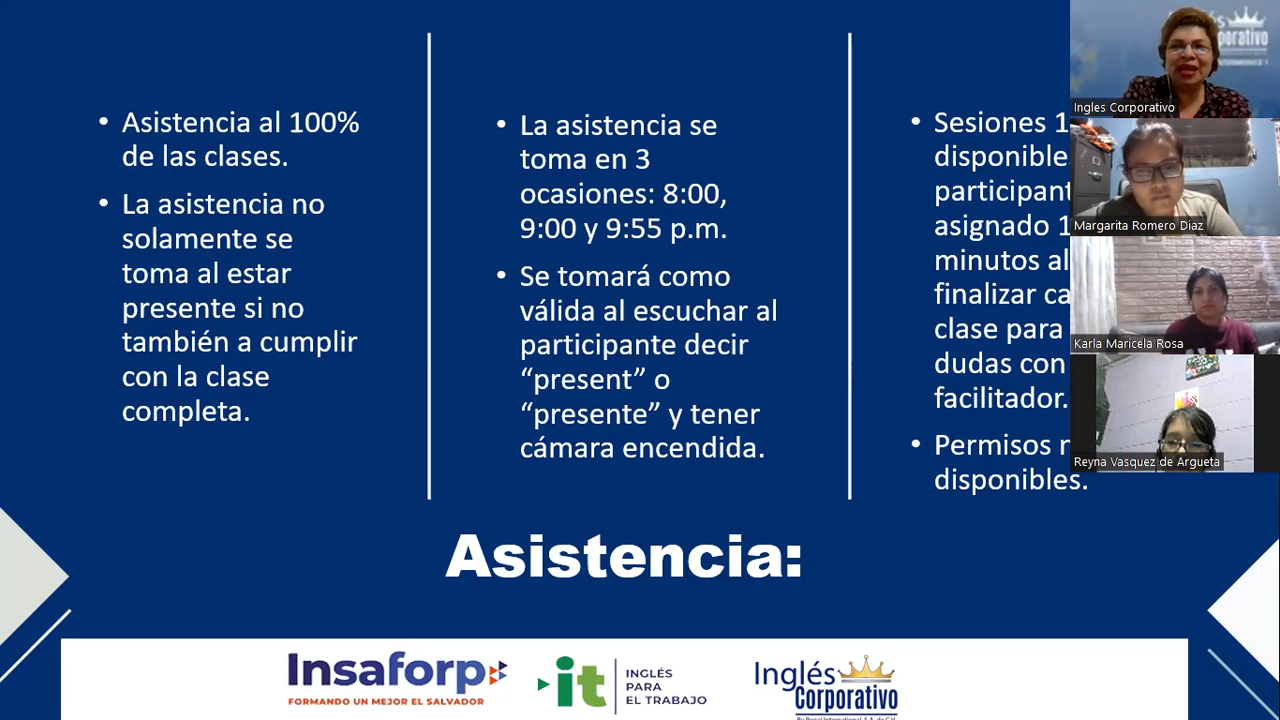 • Asistencia al 100%
de las clases.
• La asistencia no
solamente se
toma al estar
presente si no
también a cumplir
con la clase
completa.
• La asistencia se
toma en 3
ocasiones: 8:00,
9:00 y 9:55 p.m.
• Se tomará como
válida al escuchar al
participante decir
“present” o
“presente” y tener
cámara encendida.
• Sesiones 1
disponible
participant
asignado 1
minutos al
finalizar ca
clase para
dudas con
facilitador.
• Permisos
disponibles.
Asistencia:
Insaforp
FORMANDO UN MEJOR EL SALVADOR
it
INGLÉS
PARA
EL TRABAJO
Inglés
Corporativo
Ingles Corporativo
Margarita Romero Diaz
Karla Maricela Rosa
Reyna Vasquez de Argueta